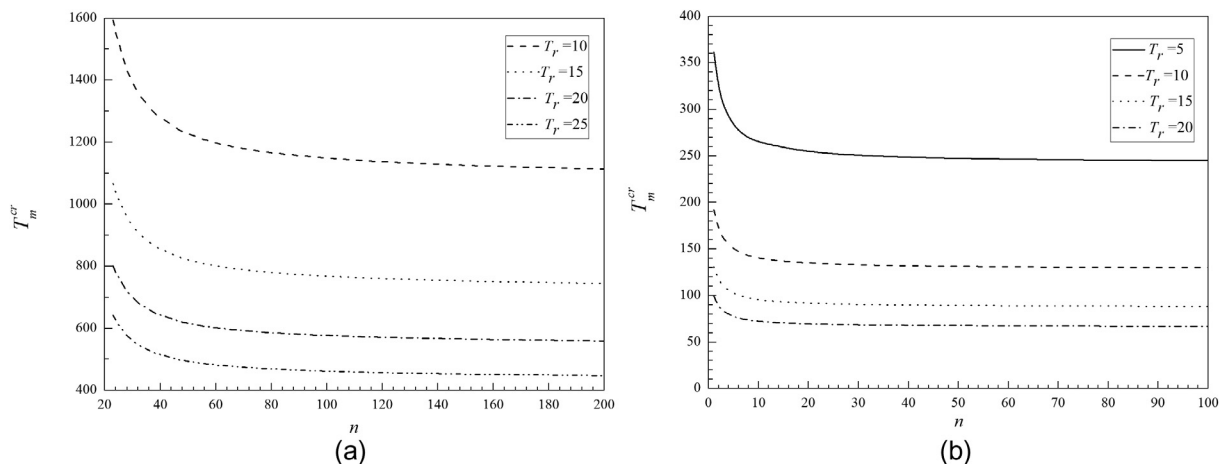 1600
1400
1200
1000
800
600
400
20 40 60 80 100 120 140 160 180 200
T_m^cr
n
T_r =10
T_r =15
T_r =20
T_r =25
(a)
400
350
300
250
200
150
100
50
0
0 10 20 30 40 50 60 70 80 90 100
T_m^cr
n
T_r =5
T_r =10
T_r =15
T_r =20
(b)